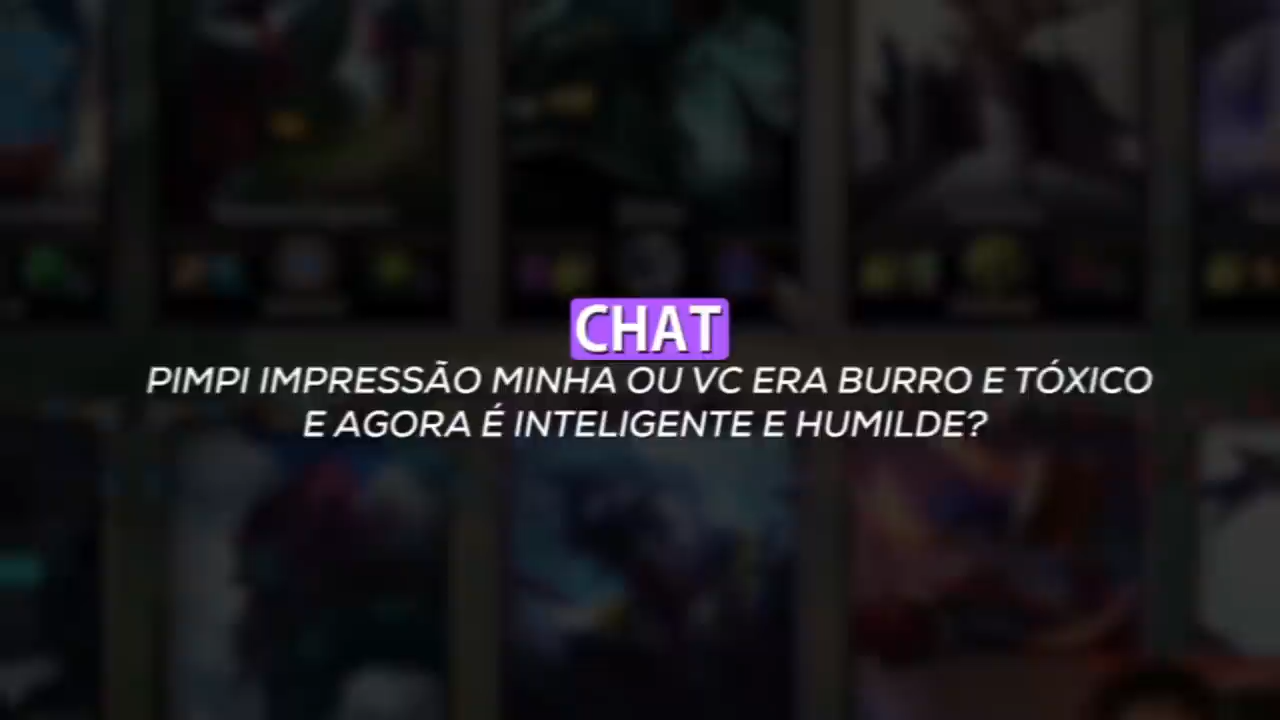 CHAT
PIMPI IMPRESSÃO MINHA OU VC ERA BURRO E TÓXICO
E AGORA É INTELIGENTE E HUMILDE?